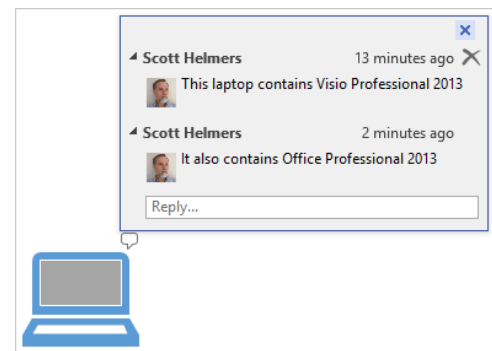 Scott Helmers 13 minutes ago
This laptop contains Visio Professional 2013
Scott Helmers 2 minutes ago
It also contains Office Professional 2013
Reply...